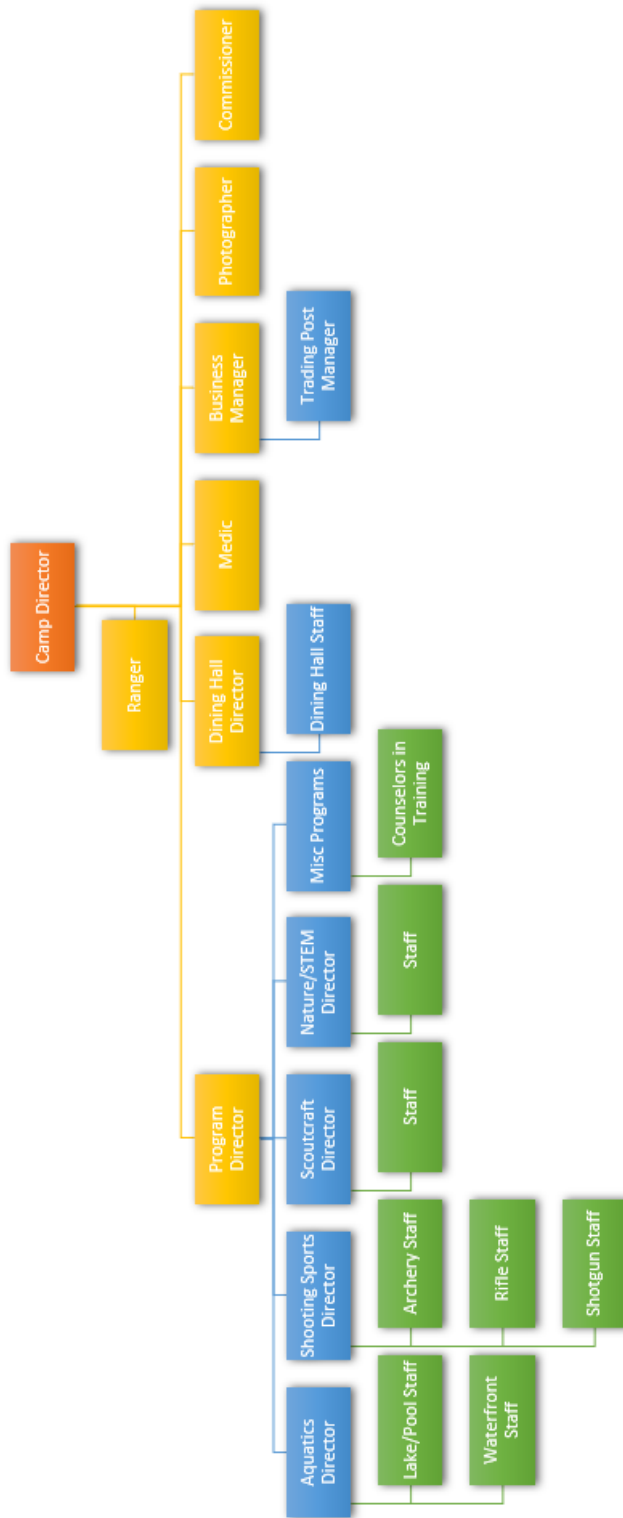 Camp Director
Ranger
Program
Director
Dining Hall
Director
Medic
Business
Manager
Photographer
Commissioner
Aquatics
Director
Shooting Sports
Director
Scoutcraft
Director
Nature/STEM
Director
Misc Programs
Dining Hall Staff
Trading Post
Manager
Lake/Pool Staff
Archery Staff
Staff
Staff
Counselors in
Training
Waterfront
Staff
Rifle Staff
Shotgun Staff